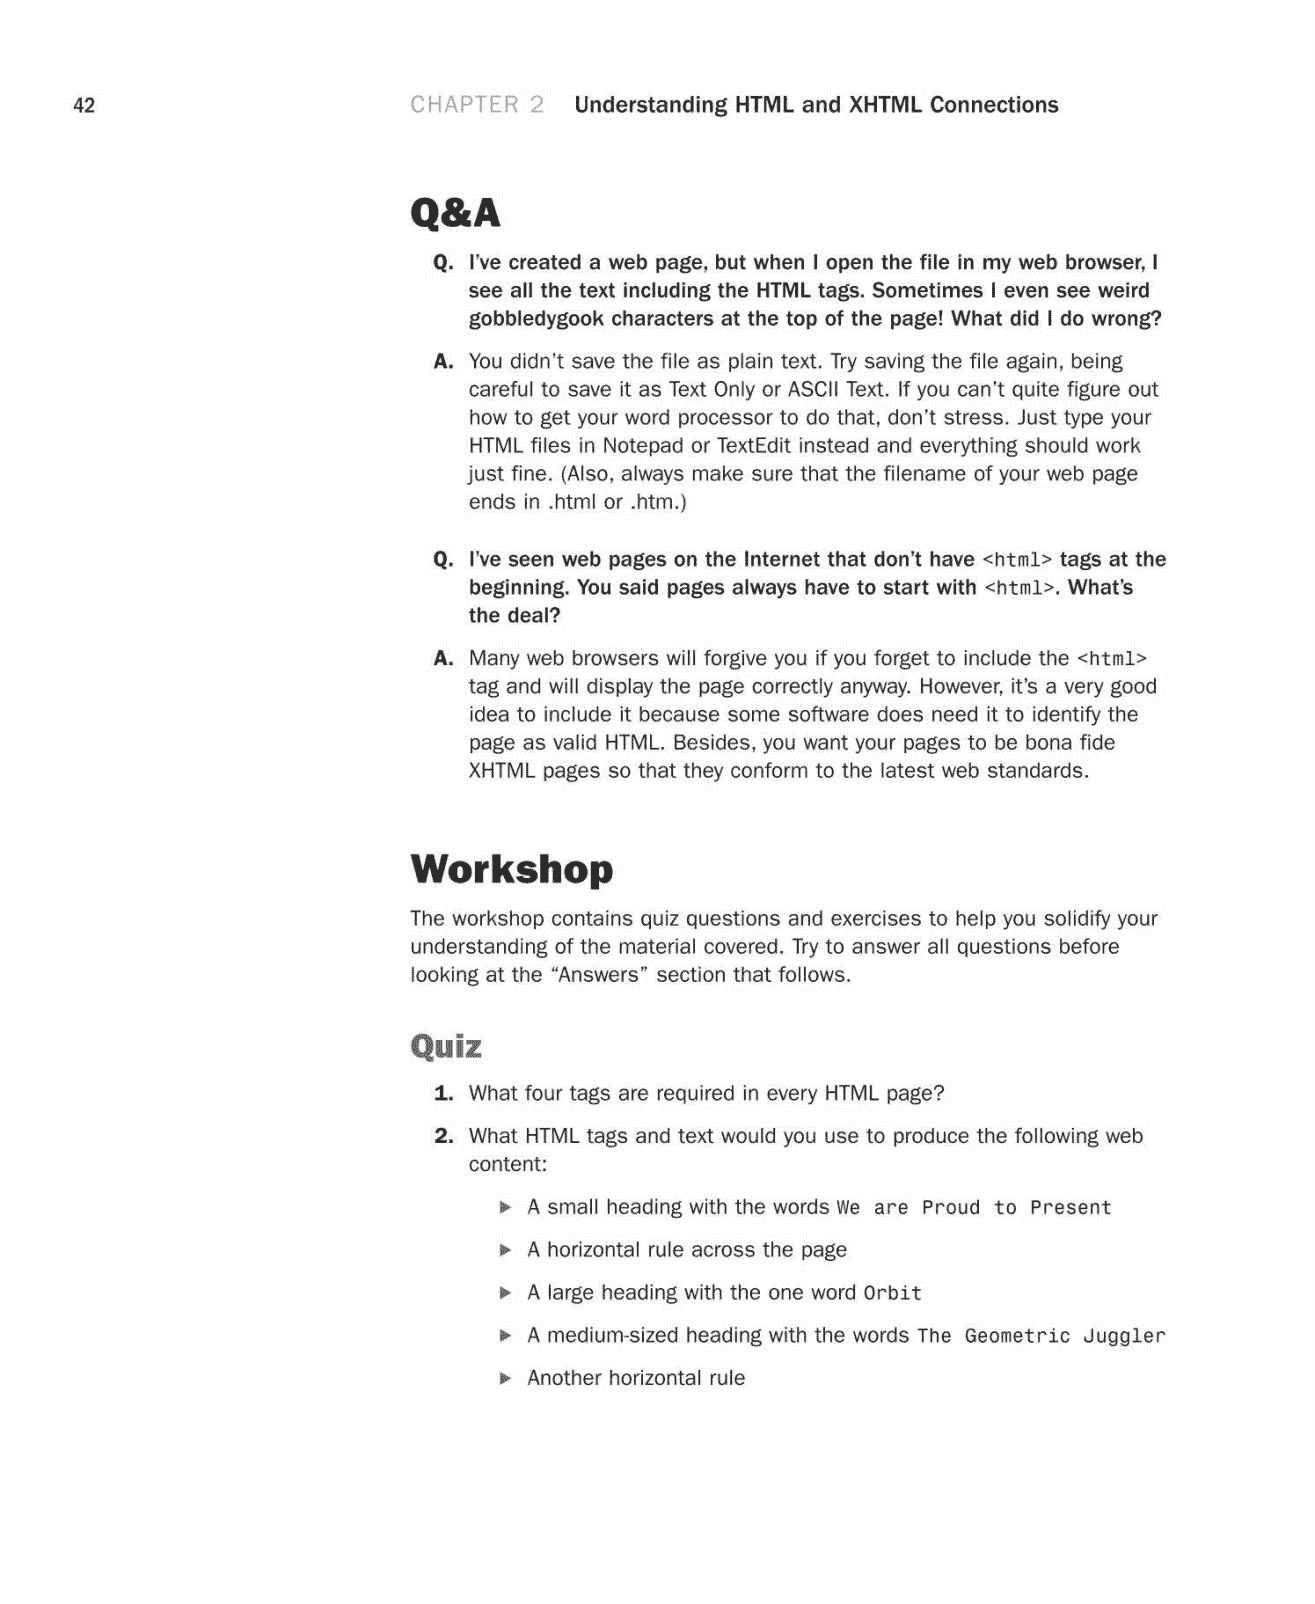 42
CHAPTER 2 Understanding HTML and XHTML Connections
Q&A
Q. I've created a web page, but when I open the file in my web browser, I
see all the text including the HTML tags. Sometimes I even see weird
gobbledygook characters at the top of the page! What did I do wrong?
A. You didn't save the file as plain text. Try saving the file again, being
careful to save it as Text Only or ASCII Text. If you can't quite figure out
how to get your word processor to do that, don't stress. Just type your
HTML files in Notepad or TextEdit instead and everything should work
just fine. (Also, always make sure that the filename of your web page
ends in .html or .htm.)
Q. I've seen web pages on the Internet that don't have <html> tags at the
beginning. You said pages always have to start with <html>. What's
the deal?
A. Many web browsers will forgive you if you forget to include the <html>
tag and will display the page correctly anyway. However, it's a very good
idea to include it because some software does need it to identify the
page as valid HTML. Besides, you want your pages to be bona fide
XHTML pages so that they conform to the latest web standards.
Workshop
The workshop contains quiz questions and exercises to help you solidify your
understanding of the material covered. Try to answer all questions before
looking at the “Answers” section that follows.
Quiz
1. What four tags are required in every HTML page?
2. What HTML tags and text would you use to produce the following web
content:
▶ A small heading with the words We are Proud to Present
▶ A horizontal rule across the page
▶ A large heading with the one word Orbit
▶ A medium-sized heading with the words The Geometric Juggler
▶ Another horizontal rule